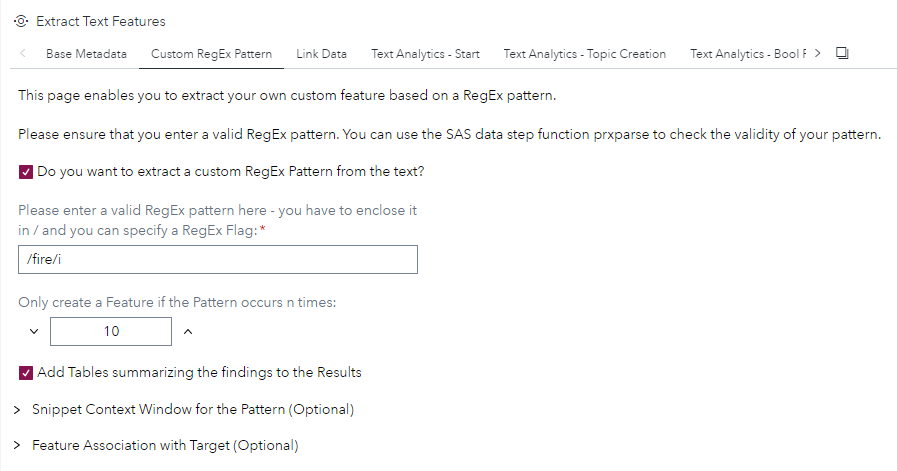 Extract Text Features
Base Metadata Custom RegEx Pattern Link Data Text Analytics - Start Text Analytics - Topic Creation Text Analytics - Bool
This page enables you to extract your own custom feature based on a RegEx pattern.
Please ensure that you enter a valid RegEx pattern. You can use the SAS data step function prxparse to check the validity of your pattern.
Do you want to extract a custom RegEx Pattern from the text?
Please enter a valid RegEx pattern here - you have to enclose it
in / and you can specify a RegEx Flag:*
/fire/i
Only create a Feature if the Pattern occurs n times:
10
Add Tables summarizing the findings to the Results
Snippet Context Window for the Pattern (Optional)
Feature Association with Target (Optional)